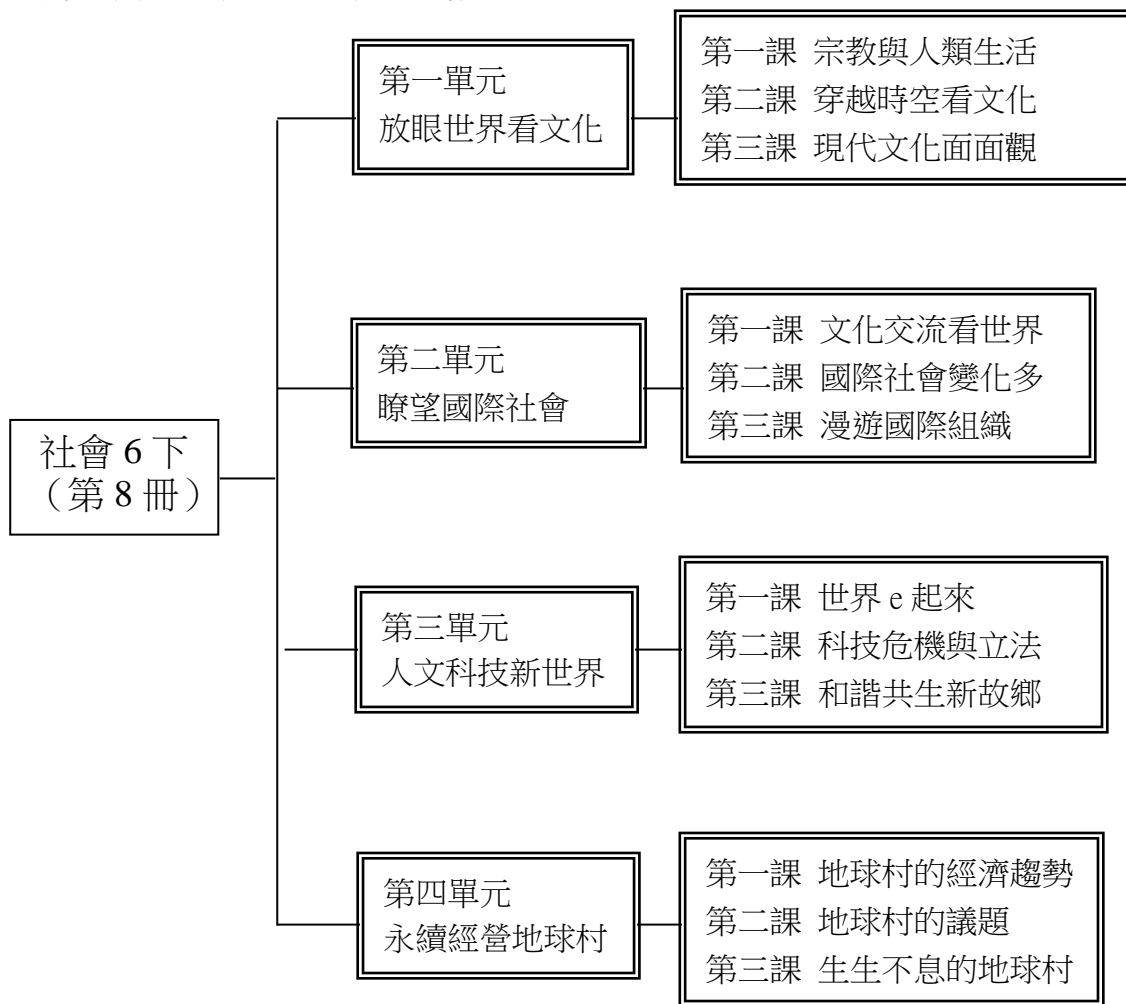 第一單元
放眼世界看文化
第一課 宗教與人類生活
第二課 穿越時空看文化
第三課 現代文化面面觀
第二單元
瞭望國際社會
第一課 文化交流看世界
第二課 國際社會變化多
第三課 漫遊國際組織
社會 6 下
（第 8 冊）
第三單元
人文科技新世界
第一課 世界 e 起來
第二課 科技危機與立法
第三課 和諧共生新故鄉
第四單元
永續經營地球村
第一課 地球村的經濟趨勢
第二課 地球村的議題
第三課 生生不息的地球村